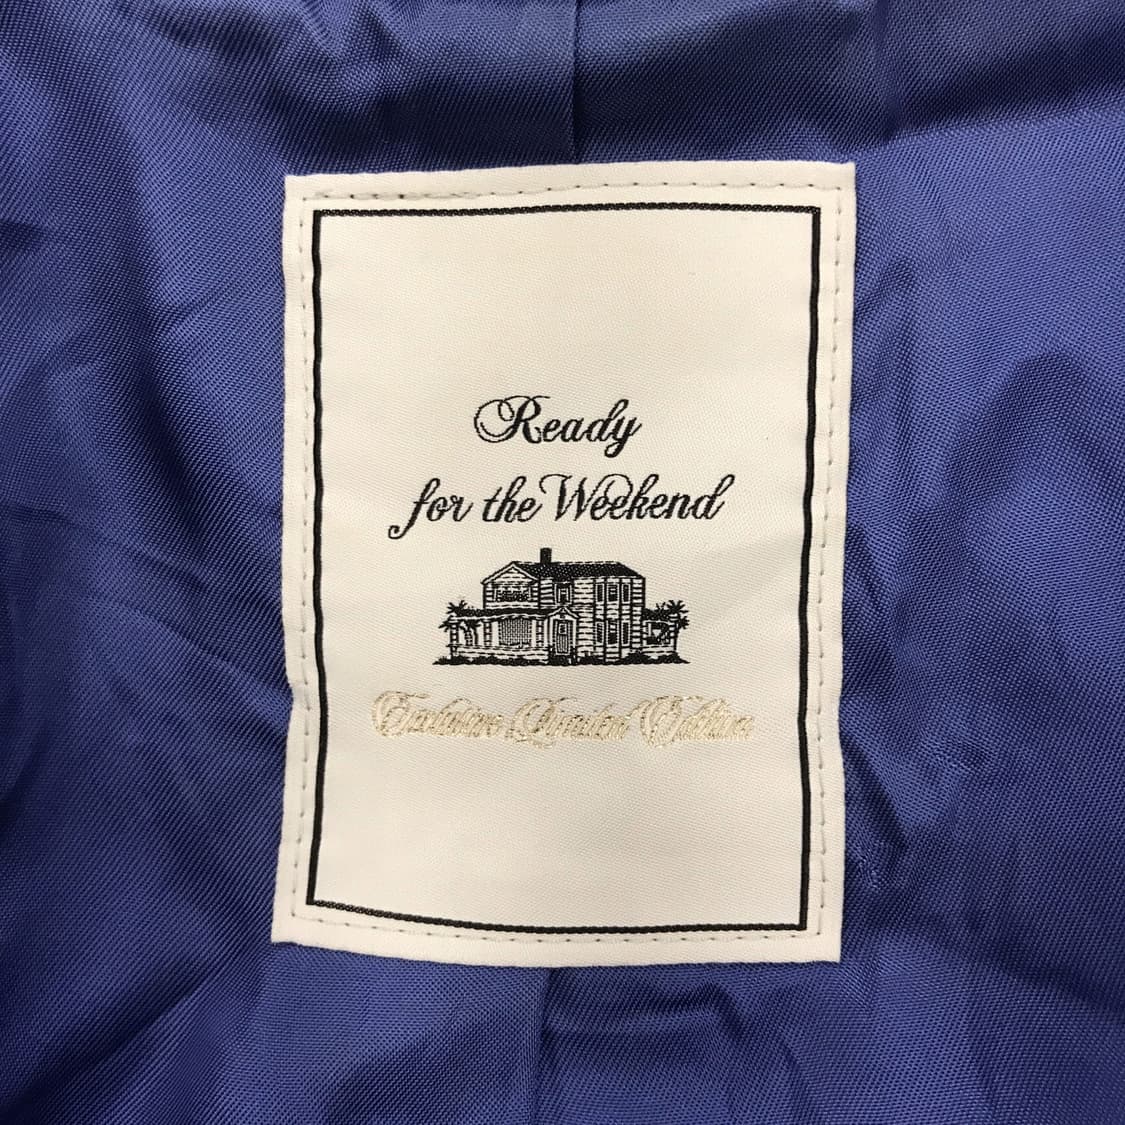 Ready
for the Weekend
Exclusive Limited Edition